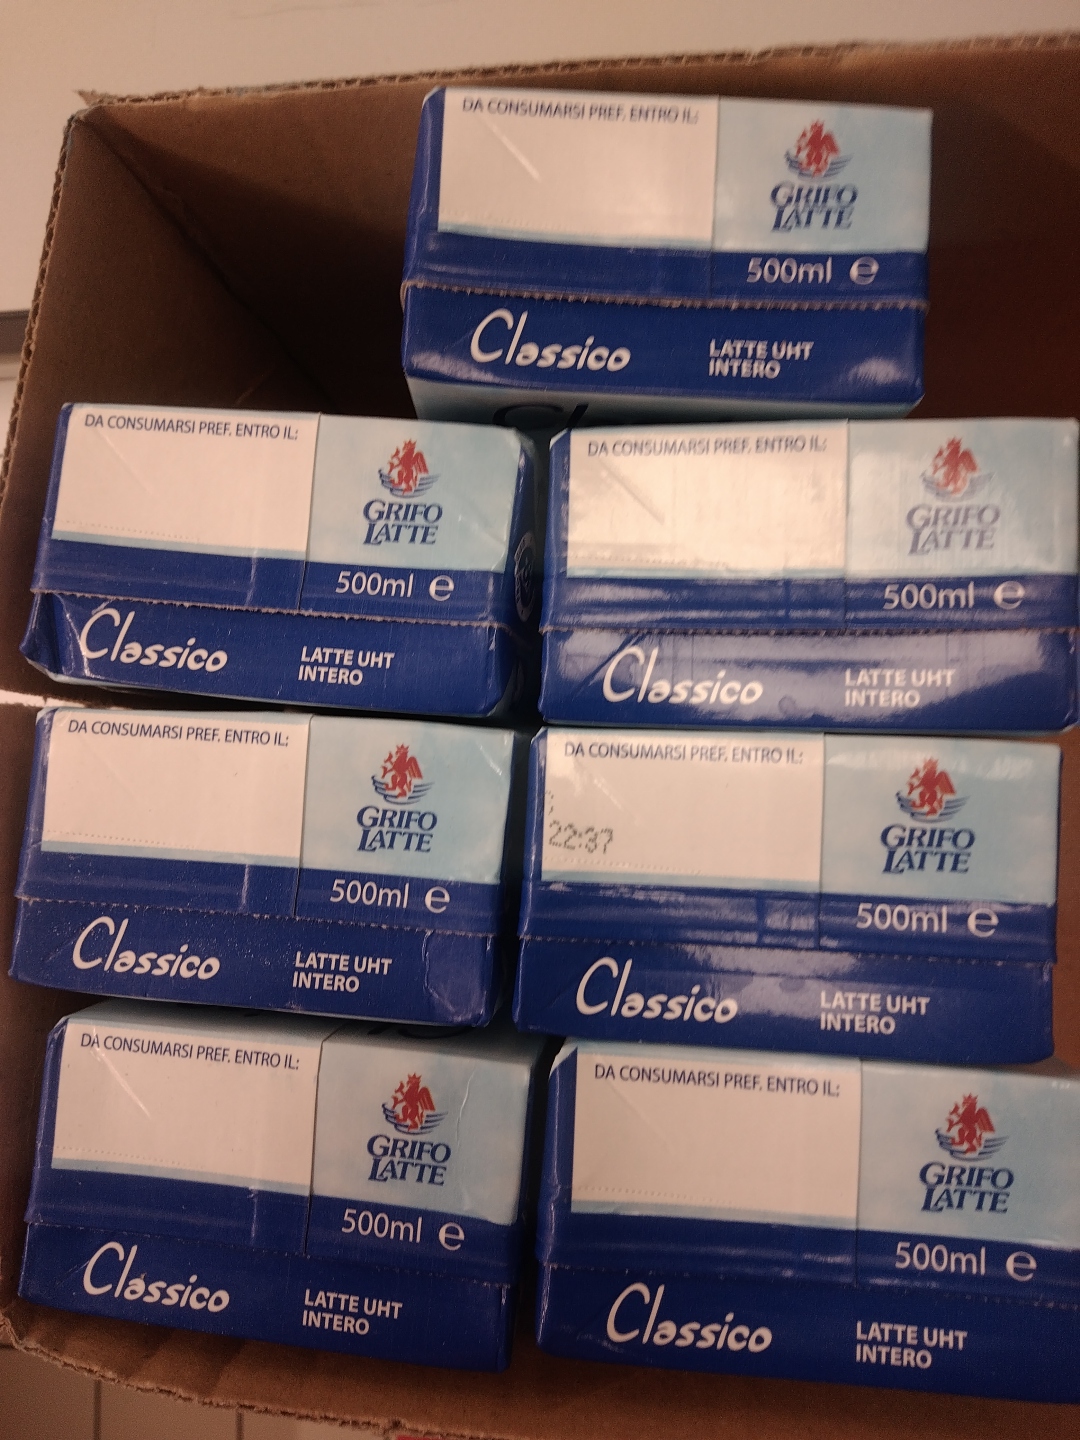 DA CONSUMARSI PREF. ENTRO IL:
GRIFO
LATTE
500ml e
Classico
LATTE UHT
INTERO
DA CONSUMARSI PREF. ENTRO IL:
GRIFO
LATTE
500ml e
Classico
LATTE UHT
INTERO
DA CONSUMARSI PREF. ENTRO IL:
GRIFO
LATTE
500ml e
Classico
LATTE UHT
INTERO
DA CONSUMARSI PREF. ENTRO IL:
GRIFO
LATTE
500ml e
Classico
LATTE UHT
INTERO
DA CONSUMARSI PREF. ENTRO IL:
22:37
GRIFO
LATTE
500ml e
Classico
LATTE UHT
INTERO
DA CONSUMARSI PREF. ENTRO IL:
GRIFO
LATTE
500ml e
Classico
LATTE UHT
INTERO
DA CONSUMARSI PREF. ENTRO IL:
GRIFO
LATTE
500ml e
Classico
LATTE UHT
INTERO